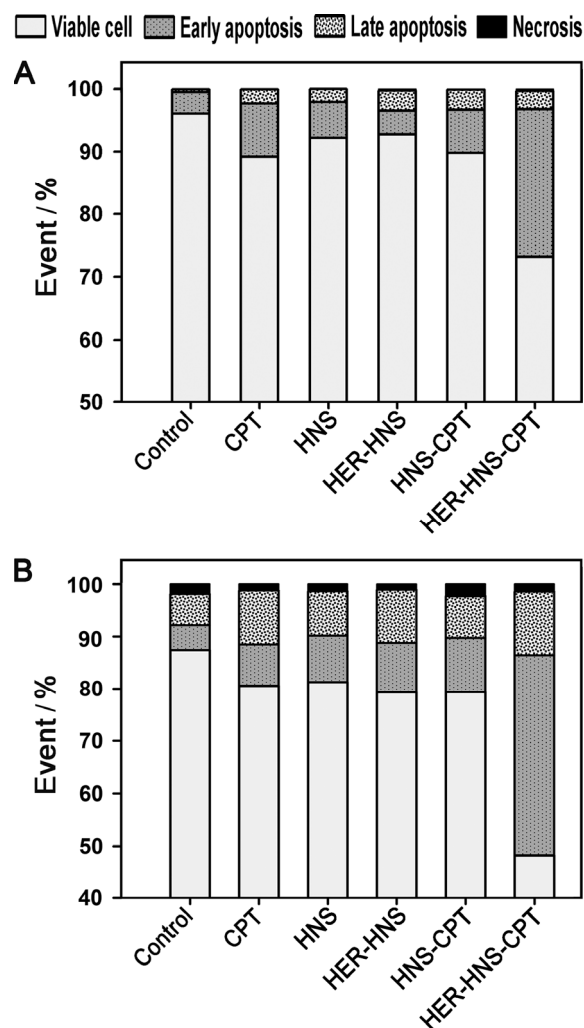 Viable cell Early apoptosis Late apoptosis Necrosis
A
Event / %
100
90
80
70
60
50
Control
CPT
HNS
HER-HNS
HNS-CPT
HER-HNS-CPT
B
Event / %
100
90
80
70
60
50
40
Control
CPT
HNS
HER-HNS
HNS-CPT
HER-HNS-CPT